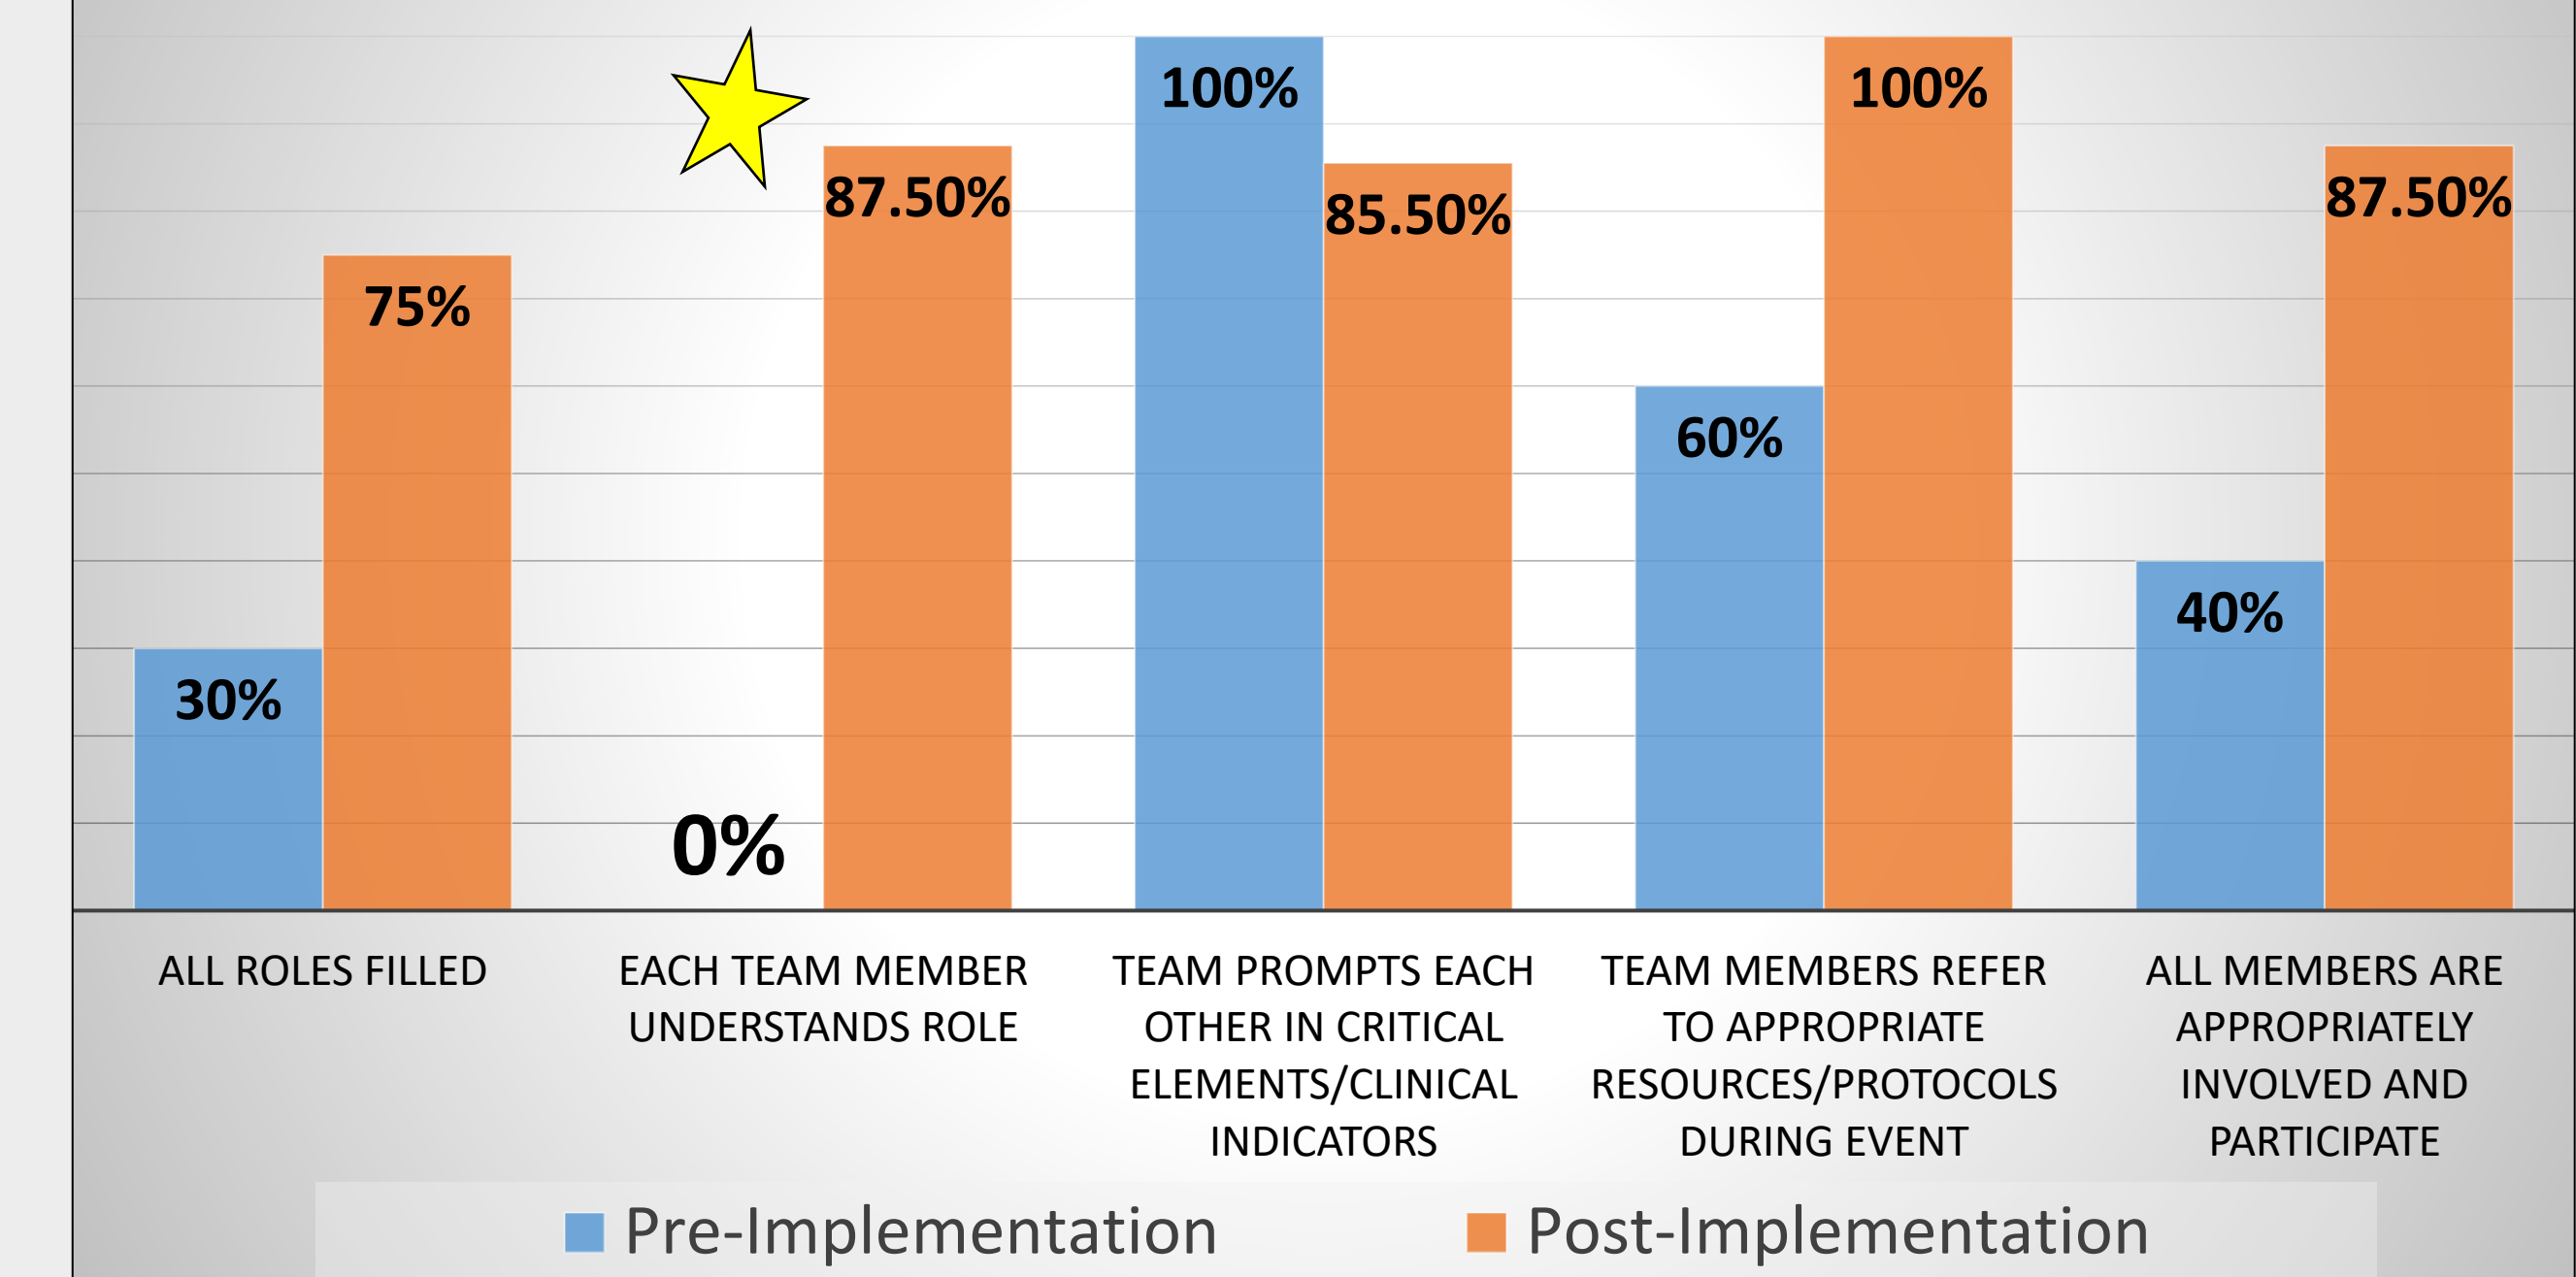 100%
100%
87.50%
85.50%
87.50%
75%
60%
40%
30%
0%
ALL ROLES FILLED
EACH TEAM MEMBER
UNDERSTANDS ROLE
TEAM PROMPTS EACH
OTHER IN CRITICAL
ELEMENTS/CLINICAL
INDICATORS
TEAM MEMBERS REFER
TO APPROPRIATE
RESOURCES/PROTOCOLS
DURING EVENT
ALL MEMBERS ARE
APPROPRIATELY
INVOLVED AND
PARTICIPATE
Pre-Implementation
Post-Implementation